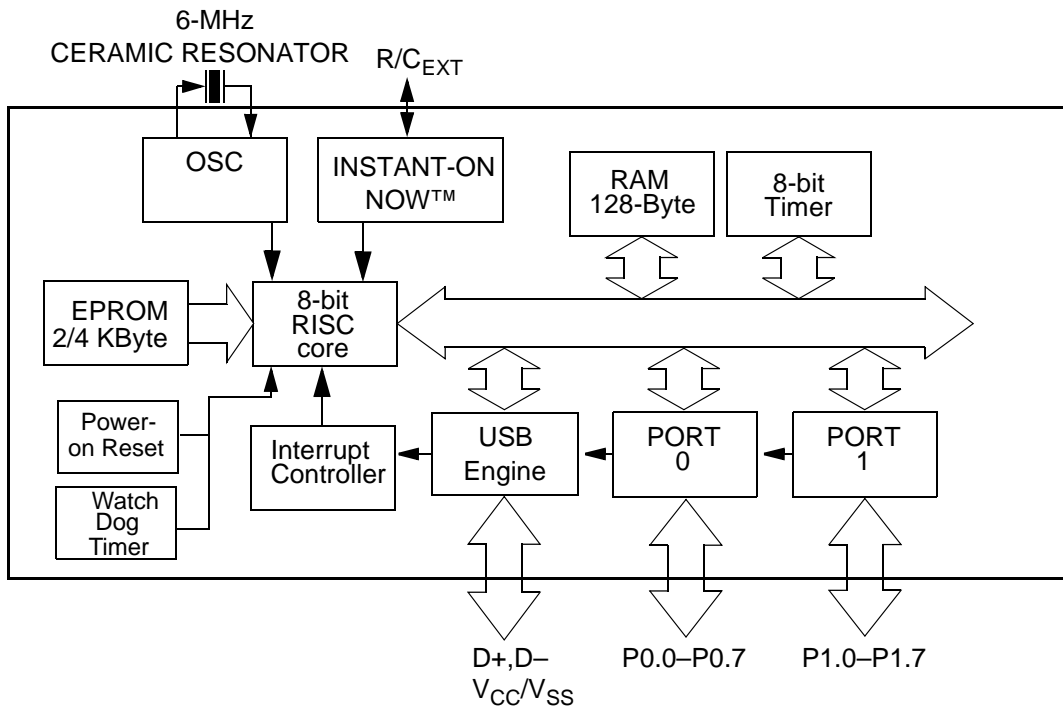 6-MHz
CERAMIC RESONATOR
R/CEXT
OSC
INSTANT-ON
NOW™
RAM
128-Byte
8-bit
Timer
EPROM
2/4 KByte
8-bit
RISC
core
Power-
on Reset
Watch
Dog
Timer
Interrupt
Controller
USB
Engine
PORT
0
PORT
1
D+,D–
VCC/VSS
P0.0–P0.7
P1.0–P1.7